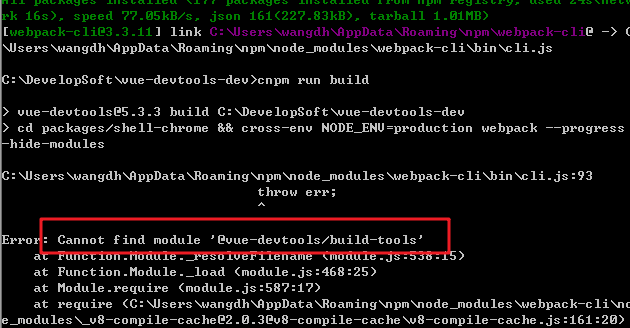 All packages installed (177 packages installed from npm registry, used 24s(netwo
rk 16s), speed 77.05kB/s, json 161(227.83kB), tarball 1.01MB)
[webpack-cli@3.3.11] link C:\Users\wangdh\AppData\Roaming\npm\webpack-cli@ -> C
\Users\wangdh\AppData\Roaming\npm\node_modules\webpack-cli\bin\cli.js
C:\DevelopSoft\vue-devtools-dev>cnpm run build
> vue-devtools@5.3.3 build C:\DevelopSoft\vue-devtools-dev
> cd packages/shell-chrome && cross-env NODE_ENV=production webpack --progress
-hide-modules
C:\Users\wangdh\AppData\Roaming\npm\node_modules\webpack-cli\bin\cli.js:93
throw err;
^
Error: Cannot find module '@vue-devtools/build-tools'
at Function.Module._resolveFilename (module.js:538:15)
at Function.Module._load (module.js:468:25)
at Module.require (module.js:587:17)
at require (C:\Users\wangdh\AppData\Roaming\npm\node_modules\webpack-cli\no
e_modules\_v8-compile-cache@2.0.3@v8-compile-cache\v8-compile-cache.js:161:20)